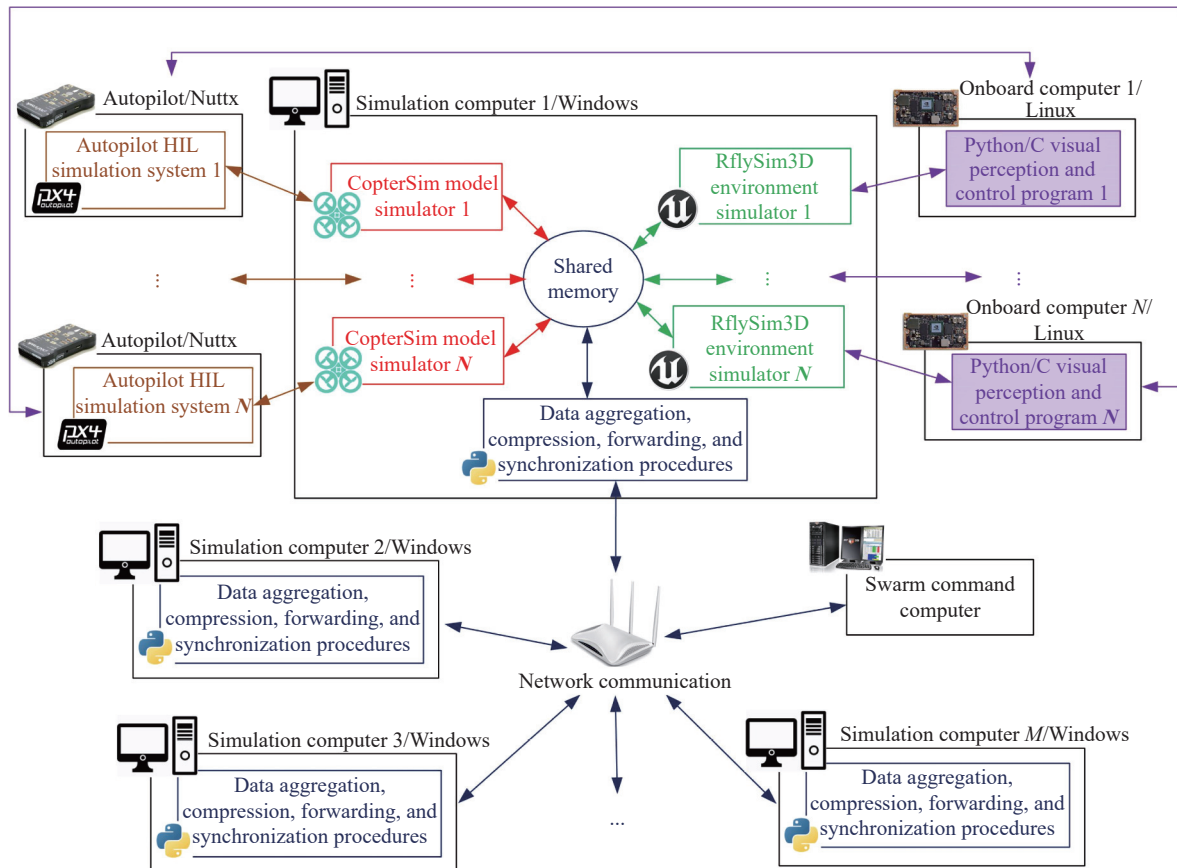 Autopilot/Nuttx
Autopilot HIL
simulation system 1
px4
autopilot
Simulation computer 1/Windows
CopterSim model
simulator 1
RflySim3D
environment
simulator 1
Onboard computer 1/
Linux
Python/C visual
perception and
control program 1
...
...
Shared
memory
...
...
Autopilot/Nuttx
Autopilot HIL
simulation system N
px4
autopilot
CopterSim model
simulator N
RflySim3D
environment
simulator N
Onboard computer N/
Linux
Python/C visual
perception and
control program N
Data aggregation,
compression, forwarding, and
synchronization procedures
Simulation computer 2/Windows
Data aggregation,
compression, forwarding, and
synchronization procedures
Swarm command
computer
Network communication
Simulation computer 3/Windows
Data aggregation,
compression, forwarding, and
synchronization procedures
...
Simulation computer M/Windows
Data aggregation,
compression, forwarding, and
synchronization procedures